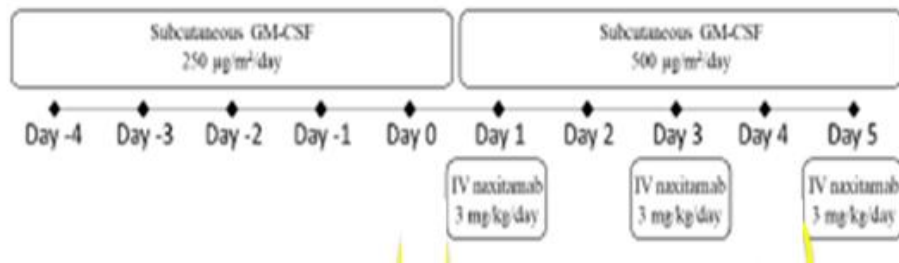 Subcutaneous GM-CSF
250 µg/m²/day
Subcutaneous GM-CSF
500 µg/m²/day
Day -4 Day -3 Day -2 Day -1 Day 0 Day 1 Day 2 Day 3 Day 4 Day 5
IV naxitamab
3 mg/kg/day
IV naxitamab
3 mg/kg/day
IV naxitamab
3 mg/kg/day